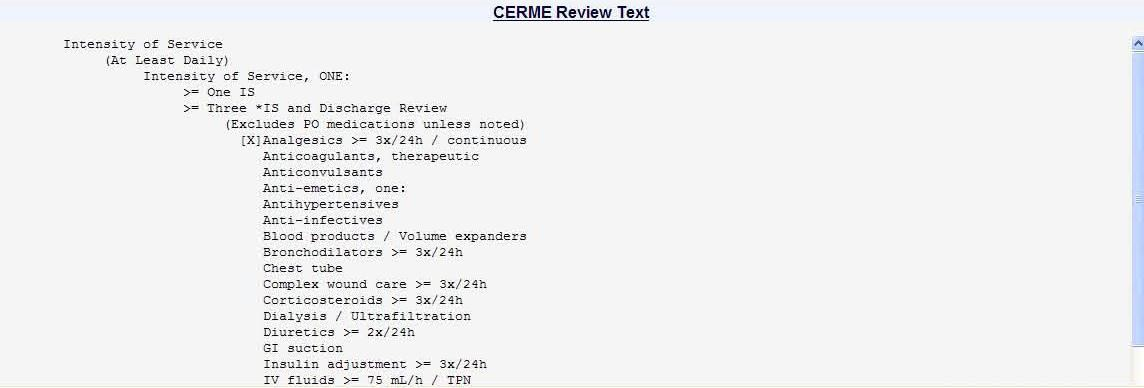 CERME Review Text
Intensity of Service
(At Least Daily)
Intensity of Service, ONE:
>= One IS
>= Three *IS and Discharge Review
(Excludes PO medications unless noted)
[X]Analgesics >= 3x/24h / continuous
Anticoagulants, therapeutic
Anticonvulsants
Anti-emetics, one:
Antihypertensives
Anti-infectives
Blood products / Volume expanders
Bronchodilators >= 3x/24h
Chest tube
Complex wound care >= 3x/24h
Corticosteroids >= 3x/24h
Dialysis / Ultrafiltration
Diuretics >= 2x/24h
GI suction
Insulin adjustment >= 3x/24h
IV fluids >= 75 mL/h / TPN